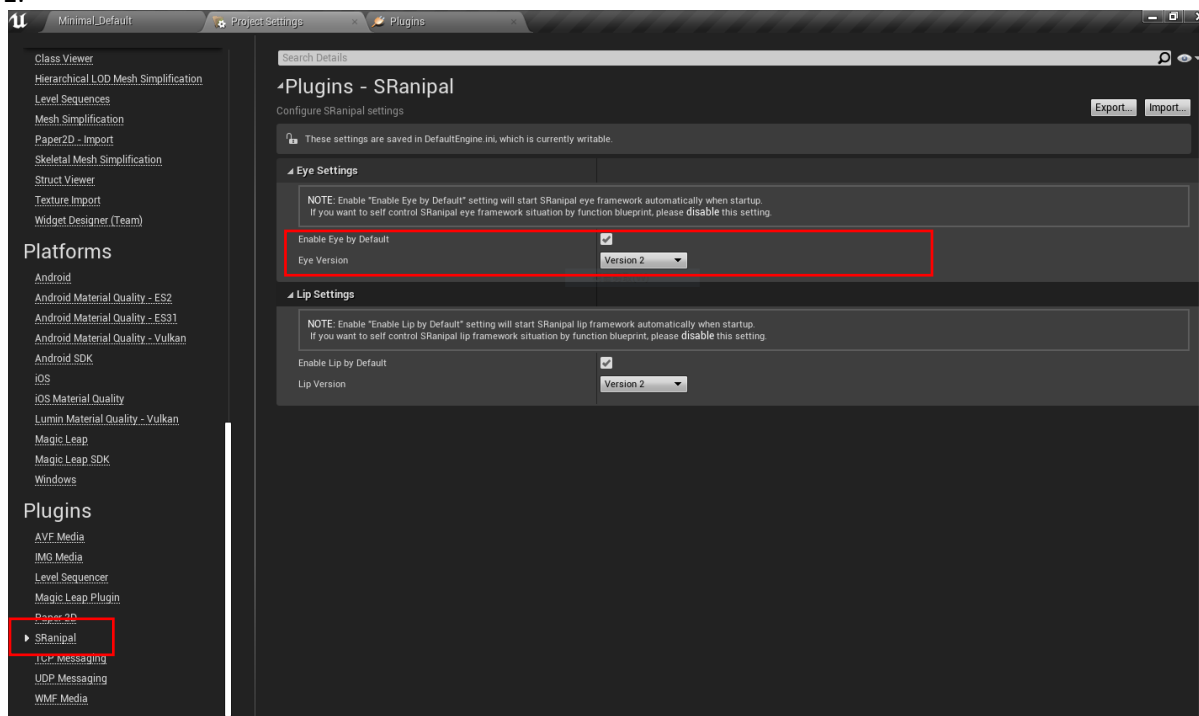 Minimal_Default
Project Settings
Plugins
Class Viewer
Hierarchical LOD Mesh Simplification
Level Sequences
Mesh Simplification
Paper2D - Import
Skeletal Mesh Simplification
Struct Viewer
Texture Import
Widget Designer (Team)
Platforms
Android
Android Material Quality - ES2
Android Material Quality - ES31
Android Material Quality - Vulkan
Android SDK
iOS
iOS Material Quality
Lumin Material Quality - Vulkan
Magic Leap
Magic Leap SDK
Windows
Plugins
AVF Media
IMG Media
Level Sequencer
Magic Leap Plugin
Paper 2D
SRanipal
TCP Messaging
UDP Messaging
WMF Media
Search Details
Plugins - SRanipal
Configure SRanipal settings
Export... Import...
These settings are saved in DefaultEngine.ini, which is currently writable.
Eye Settings
NOTE: Enable "Enable Eye by Default" setting will start SRanipal eye framework automatically when startup.
If you want to self control SRanipal eye framework situation by function blueprint, please disable this setting.
Enable Eye by Default
Eye Version Version 2
Lip Settings
NOTE: Enable "Enable Lip by Default" setting will start SRanipal lip framework automatically when startup.
If you want to self control SRanipal lip framework situation by function blueprint, please disable this setting.
Enable Lip by Default
Lip Version Version 2